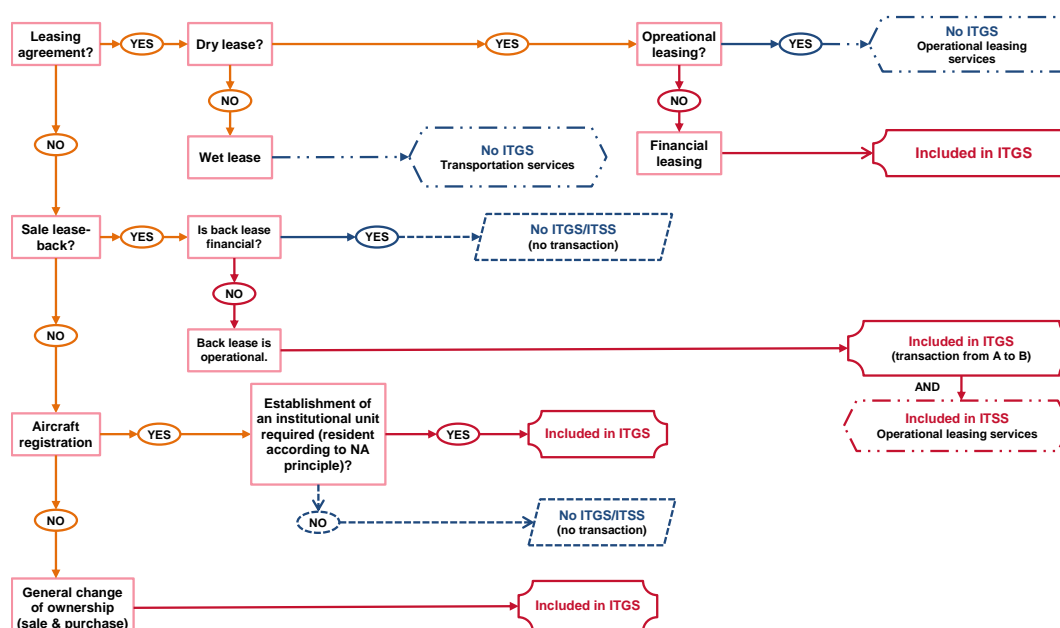 Leasing
agreement?
YES
Dry lease?
YES
Opreational
leasing?
YES
No ITGS
Operational leasing
services
NO
NO
NO
Wet lease
No ITGS
Transportation services
Financial
leasing
Included in ITGS
Sale lease-
back?
YES
Is back lease
financial?
YES
No ITGS/ITSS
(no transaction)
NO
NO
Back lease is
operational.
Included in ITGS
(transaction from A to B)
AND
Included in ITSS
Operational leasing services
Aircraft
registration
YES
Establishment of
an institutional unit
required (resident
according to NA
principle)?
YES
Included in ITGS
NO
NO
No ITGS/ITSS
(no transaction)
General change
of ownership
(sale & purchase)
Included in ITGS